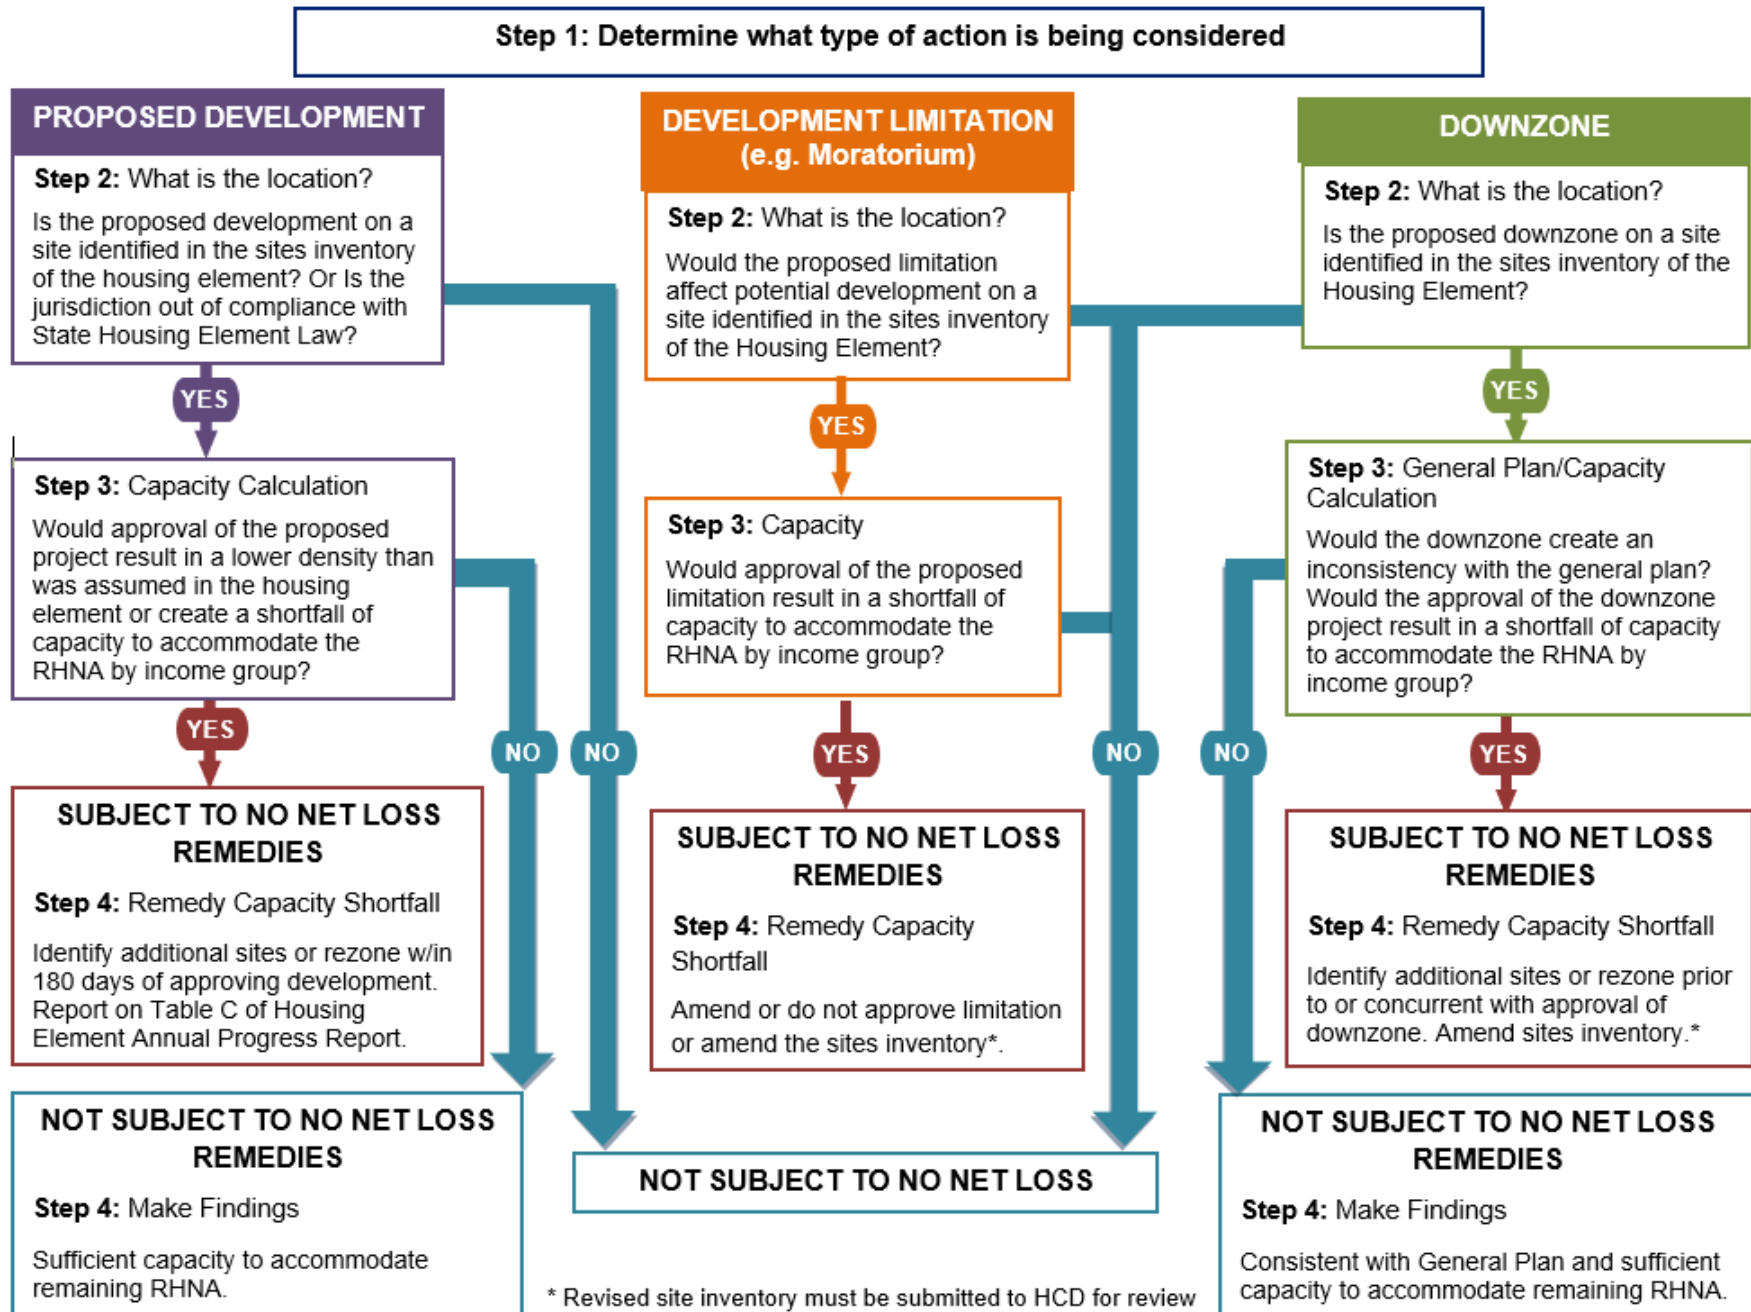 Step 1: Determine what type of action is being considered
PROPOSED DEVELOPMENT
Step 2: What is the location?
Is the proposed development on a
site identified in the sites inventory
of the housing element? Or Is the
jurisdiction out of compliance with
State Housing Element Law?
YES
Step 3: Capacity Calculation
Would approval of the proposed
project result in a lower density than
was assumed in the housing
element or create a shortfall of
capacity to accommodate the
RHNA by income group?
YES
NO
NO
SUBJECT TO NO NET LOSS
REMEDIES
Step 4: Remedy Capacity Shortfall
Identify additional sites or rezone w/in
180 days of approving development.
Report on Table C of Housing
Element Annual Progress Report.
NOT SUBJECT TO NO NET LOSS
REMEDIES
Step 4: Make Findings
Sufficient capacity to accommodate
remaining RHNA.
DEVELOPMENT LIMITATION
(e.g. Moratorium)
Step 2: What is the location?
Would the proposed limitation
affect potential development on a
site identified in the sites inventory
of the Housing Element?
YES
Step 3: Capacity
Would approval of the proposed
limitation result in a shortfall of
capacity to accommodate the
RHNA by income group?
YES
NO
SUBJECT TO NO NET LOSS
REMEDIES
Step 4: Remedy Capacity
Shortfall
Amend or do not approve limitation
or amend the sites inventory*.
NOT SUBJECT TO NO NET LOSS
* Revised site inventory must be submitted to HCD for review
DOWNZONE
Step 2: What is the location?
Is the proposed downzone on a site
identified in the sites inventory of the
Housing Element?
YES
Step 3: General Plan/Capacity
Calculation
Would the downzone create an
inconsistency with the general plan?
Would the approval of the downzone
project result in a shortfall of capacity
to accommodate the RHNA by
income group?
NO
YES
SUBJECT TO NO NET LOSS
REMEDIES
Step 4: Remedy Capacity Shortfall
Identify additional sites or rezone prior
to or concurrent with approval of
downzone. Amend sites inventory.*
NOT SUBJECT TO NO NET LOSS
REMEDIES
Step 4: Make Findings
Consistent with General Plan and sufficient
capacity to accommodate remaining RHNA.